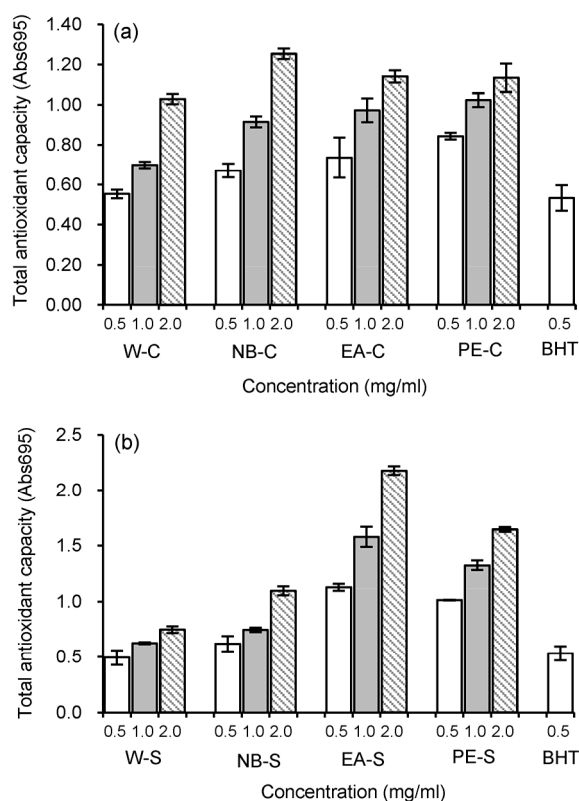 (a)
Total antioxidant capacity (Abs695)
1.40
1.20
1.00
0.80
0.60
0.40
0.20
0.00
0.5 1.0 2.0 0.5 1.0 2.0 0.5 1.0 2.0 0.5 1.0 2.0 0.5
W-C NB-C EA-C PE-C BHT
Concentration (mg/ml)
(b)
Total antioxidant capacity (Abs695)
2.5
2.0
1.5
1.0
0.5
0.0
0.5 1.0 2.0 0.5 1.0 2.0 0.5 1.0 2.0 0.5 1.0 2.0 0.5
W-S NB-S EA-S PE-S BHT
Concentration (mg/ml)